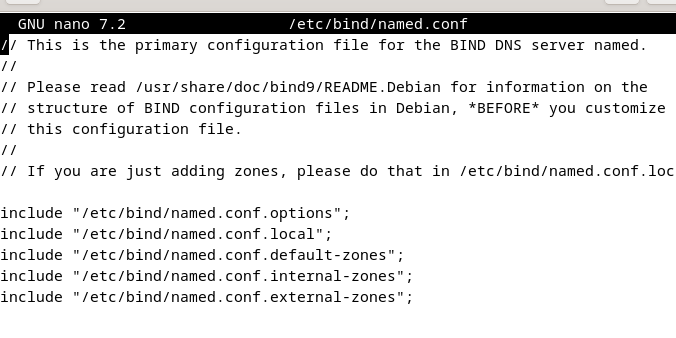 GNU nano 7.2 /etc/bind/named.conf
// This is the primary configuration file for the BIND DNS server named.
//
// Please read /usr/share/doc/bind9/README.Debian for information on the
// structure of BIND configuration files in Debian, *BEFORE* you customize
// this configuration file.
//
// If you are just adding zones, please do that in /etc/bind/named.conf.loc
include "/etc/bind/named.conf.options";
include "/etc/bind/named.conf.local";
include "/etc/bind/named.conf.default-zones";
include "/etc/bind/named.conf.internal-zones";
include "/etc/bind/named.conf.external-zones";